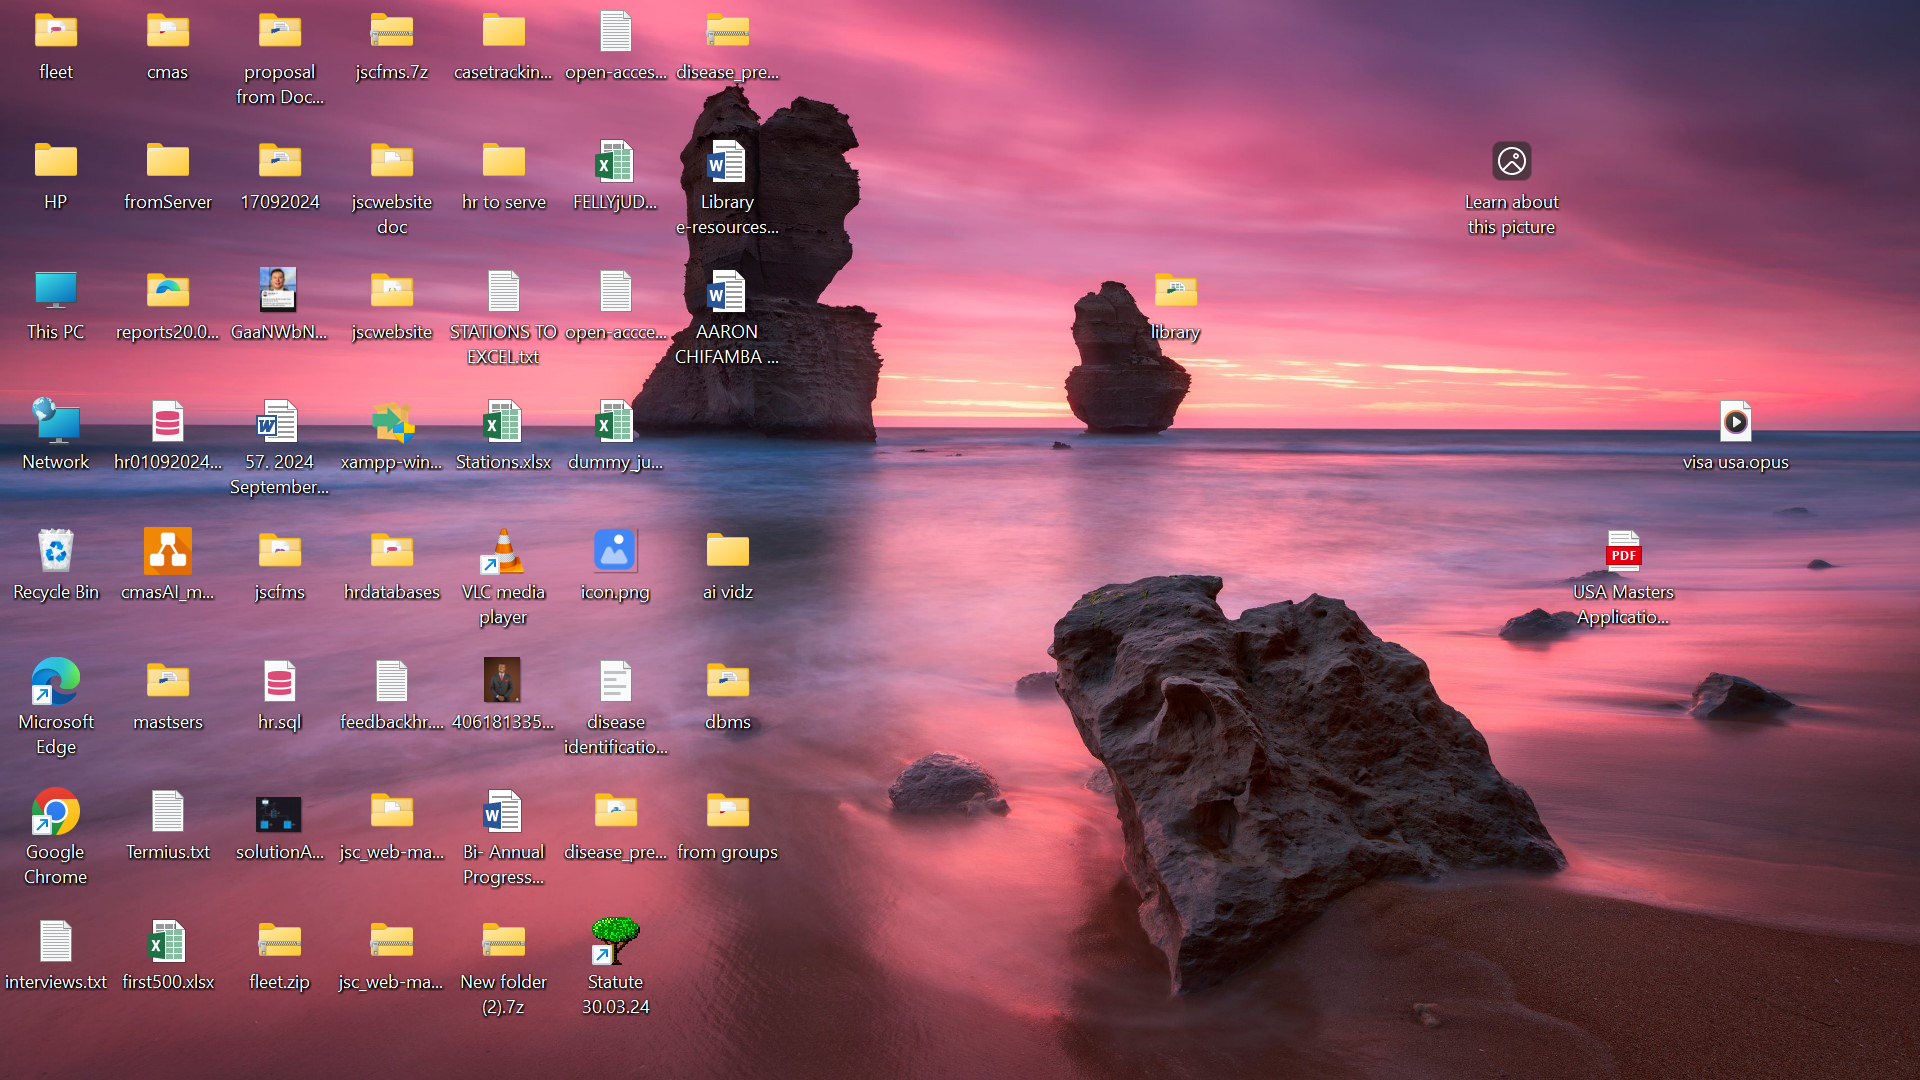 fleet
cmas
proposal
from Doc...
jscfms.7z
casetrackin...
open-acces...
disease_pre...
HP
fromServer
17092024
jscwebsite
doc
hr to serve
FELLYjUD...
Library
e-resources...
Learn about
this picture
This PC
reports20.0...
GaaNWbN...
jscwebsite
STATIONS TO
EXCEL.txt
open-accce...
AARON
CHIFAMBA ...
library
Network
hr01092024...
57. 2024
September...
xampp-win...
Stations.xlsx
dummy_ju...
visa usa.opus
Recycle Bin
cmasAI_m...
jscfms
hrdatabases
VLC media
player
icon.png
ai vidz
PDF
USA Masters
Applicatio...
Microsoft
Edge
mastsers
hr.sql
feedbackhr....
406181335...
disease
identificatio...
dbms
Google
Chrome
Termius.txt
solutionA...
jsc_web-ma...
Bi- Annual
Progress...
disease_pre...
from groups
interviews.txt
first500.xlsx
fleet.zip
jsc_web-ma...
New folder
(2).7z
Statute
30.03.24